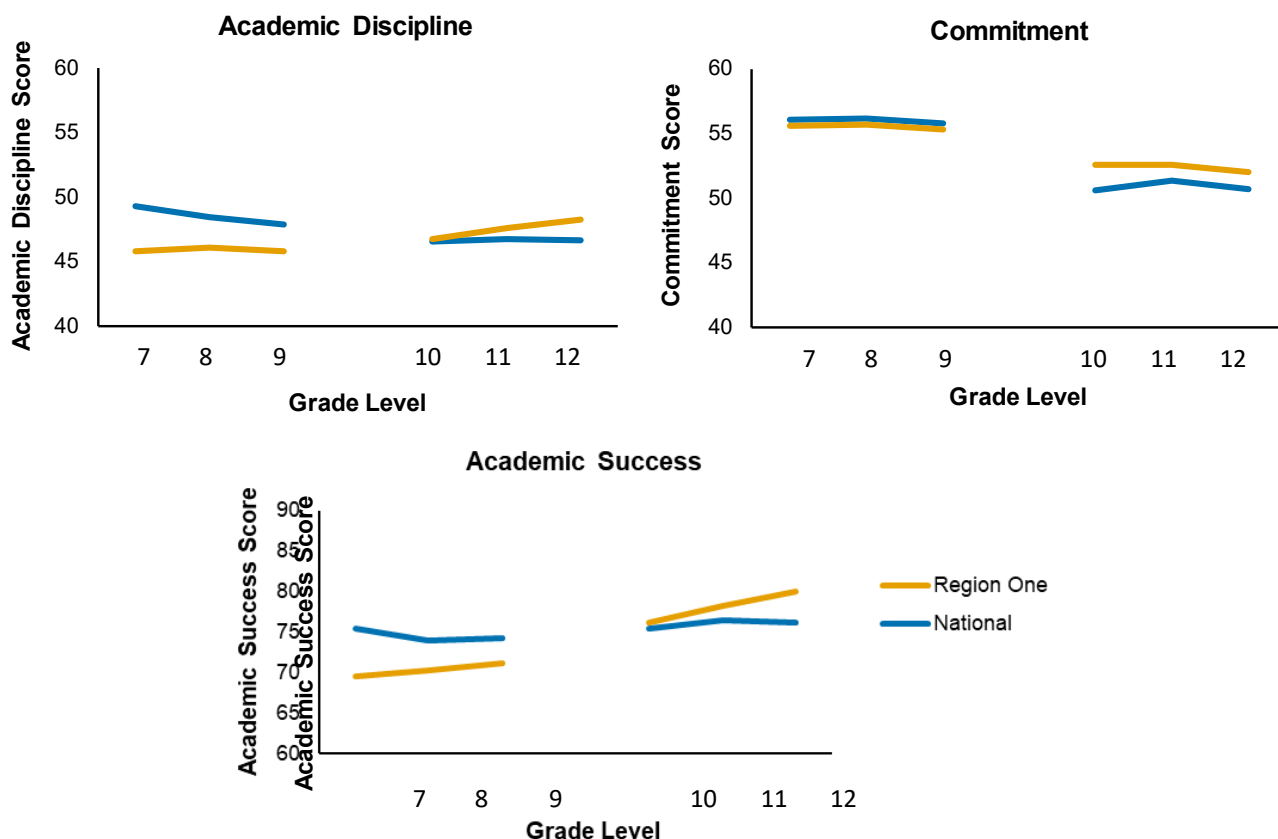 Academic Discipline
Academic Discipline Score
60
55
50
45
40
7 8 9 10 11 12
Grade Level
Commitment
Commitment Score
60
55
50
45
40
7 8 9 10 11 12
Grade Level
Academic Success
Academic Success Score
Academic Success Score
90
85
80
75
70
65
60
7 8 9 10 11 12
Grade Level
Region One
National